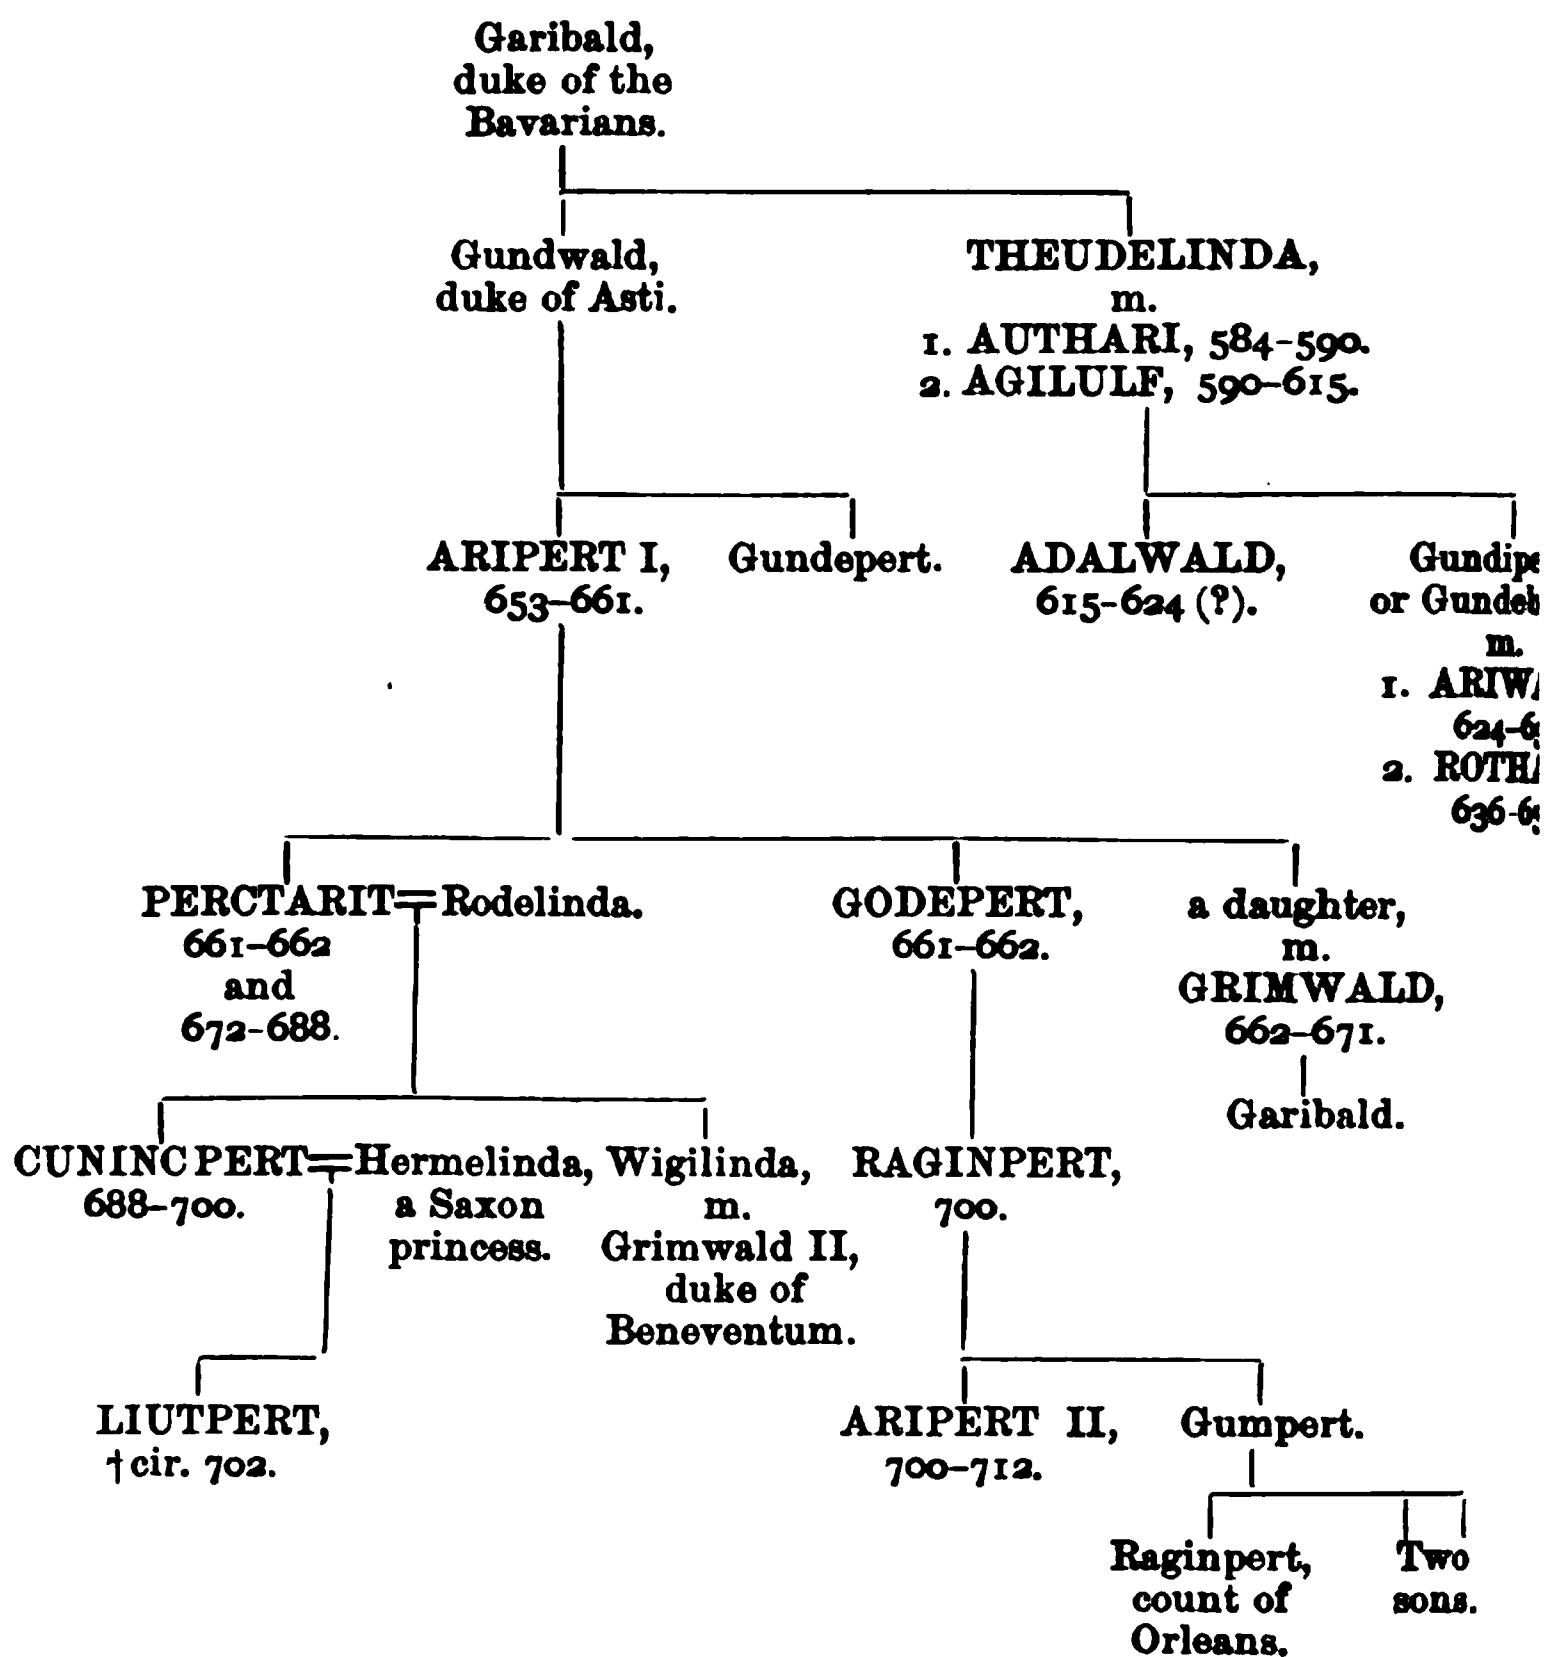 Garibald,
duke of the
Bavarians.
Gundwald,
duke of Asti.
THEUDELINDA,
m.
1. AUTHARI, 584-590.
2. AGILULF, 590-615.
ARIPERT I,
653-661.
Gundepert.
ADALWALD,
615-624 (?).
or
m.
1.
2.
PERCTARIT=Rodelinda.
661-662
and
672-688.
GODEPERT,
661-662.
a daughter,
m.
GRIMWALD,
662-671.
Garibald.
CUNINCPERT=Hermelinda,
688-700.
a Saxon
princess.
Wigilinda,
m.
Grimwald II,
duke of
Beneventum.
RAGINPERT,
700.
LIUTPERT,
† cir. 702.
ARIPERT II,
700-712.
Gumpert.
Raginpert,
count of
Orleans.
Two
sons.